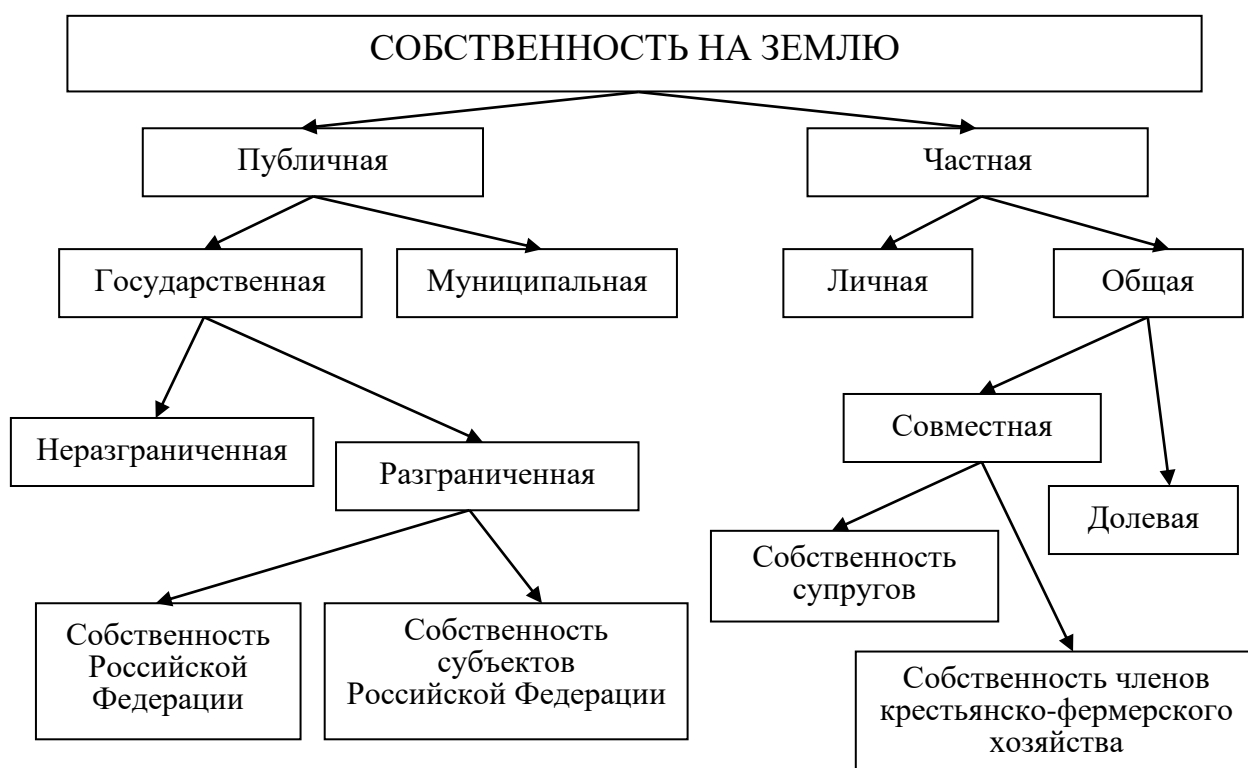 СОБСТВЕННОСТЬ НА ЗЕМЛЮ
Публичная
Частная
Государственная
Муниципальная
Личная
Общая
Неразграниченная
Разграниченная
Совместная
Долевая
Собственность
супругов
Собственность
Российской
Федерации
Собственность
субъектов
Российской Федерации
Собственность членов
крестьянско-фермерского
хозяйства